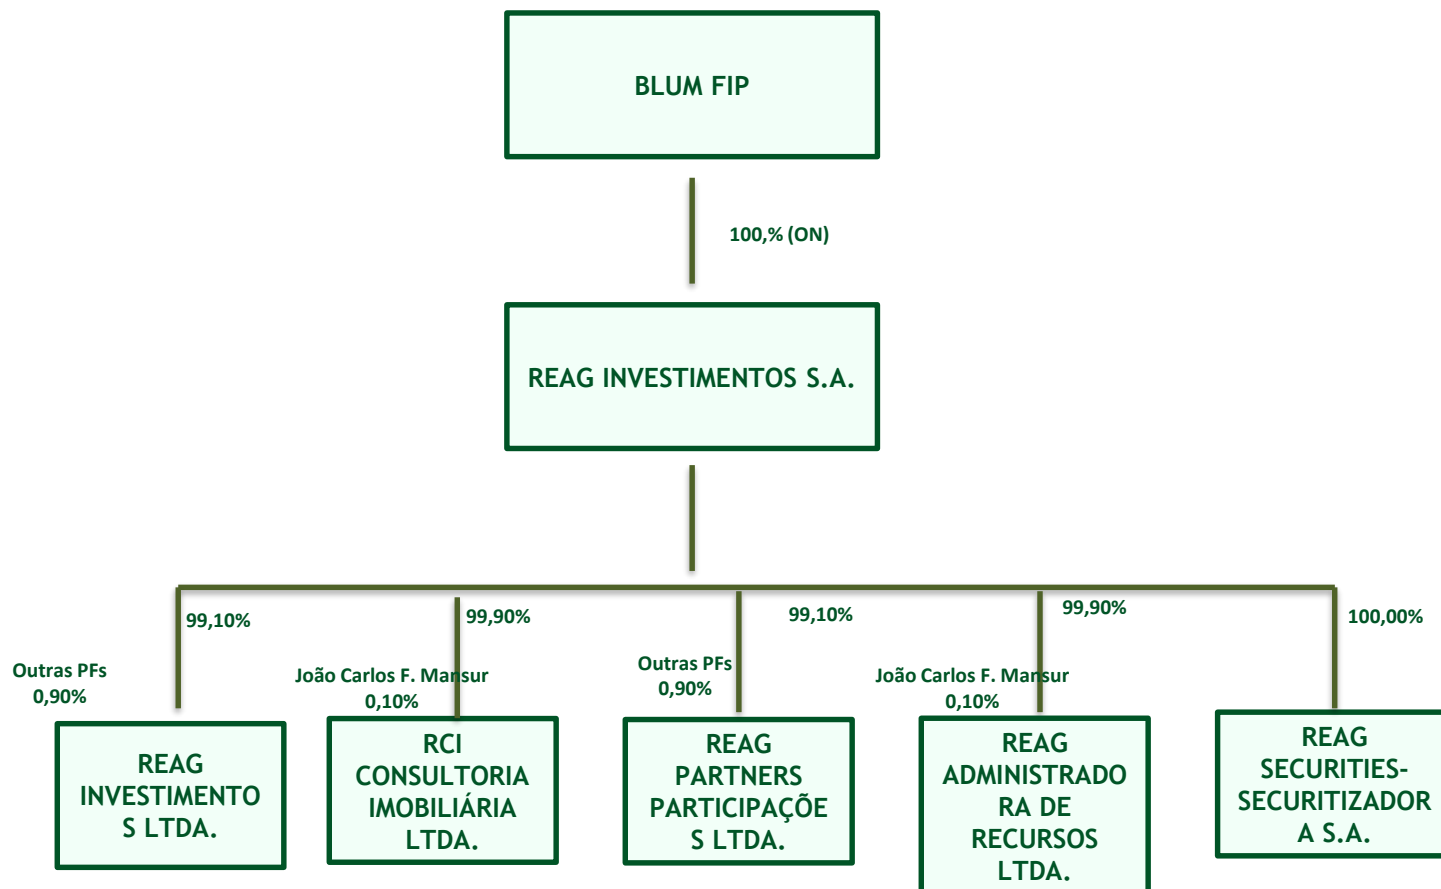 BLUM FIP
100,% (ON)
REAG INVESTIMENTOS S.A.
99,10%
99,90%
99,10%
99,90%
100,00%
Outras PFs
0,90%
João Carlos F. Mansur
0,10%
Outras PFs
0,90%
João Carlos F. Mansur
0,10%
REAG
INVESTIMENTO
S LTDA.
RCI
CONSULTORIA
IMOBILIÁRIA
LTDA.
REAG
PARTNERS
PARTICIPAÇÕE
S LTDA.
REAG
ADMINISTRADO
RA DE
RECURSOS
LTDA.
REAG
SECURITIES-
SECURITIZADOR
A S.A.